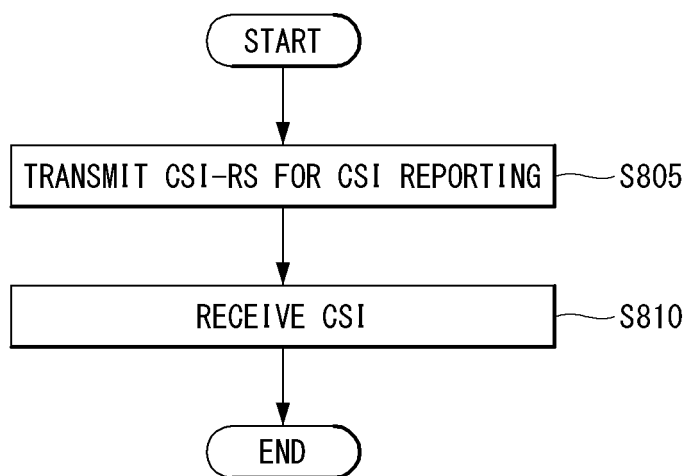 START
TRANSMIT CSI-RS FOR CSI REPORTING
S805
RECEIVE CSI
S810
END